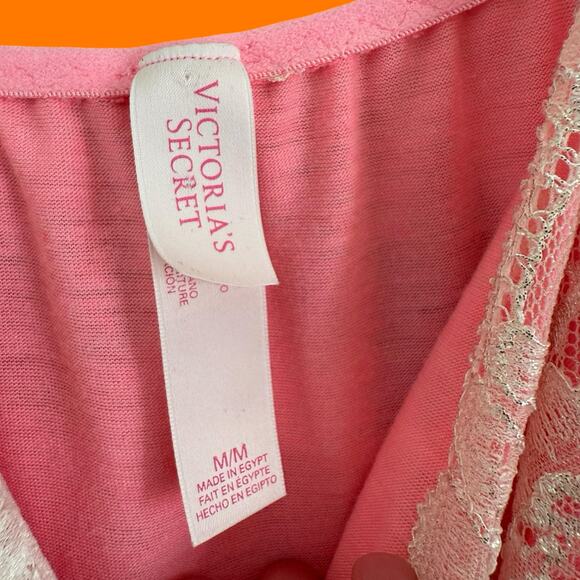 VICTORIA'S
SECRET
M/M
MADE IN EGYPT
FAIT EN EGYPTE
HECHO EN EGIPTO